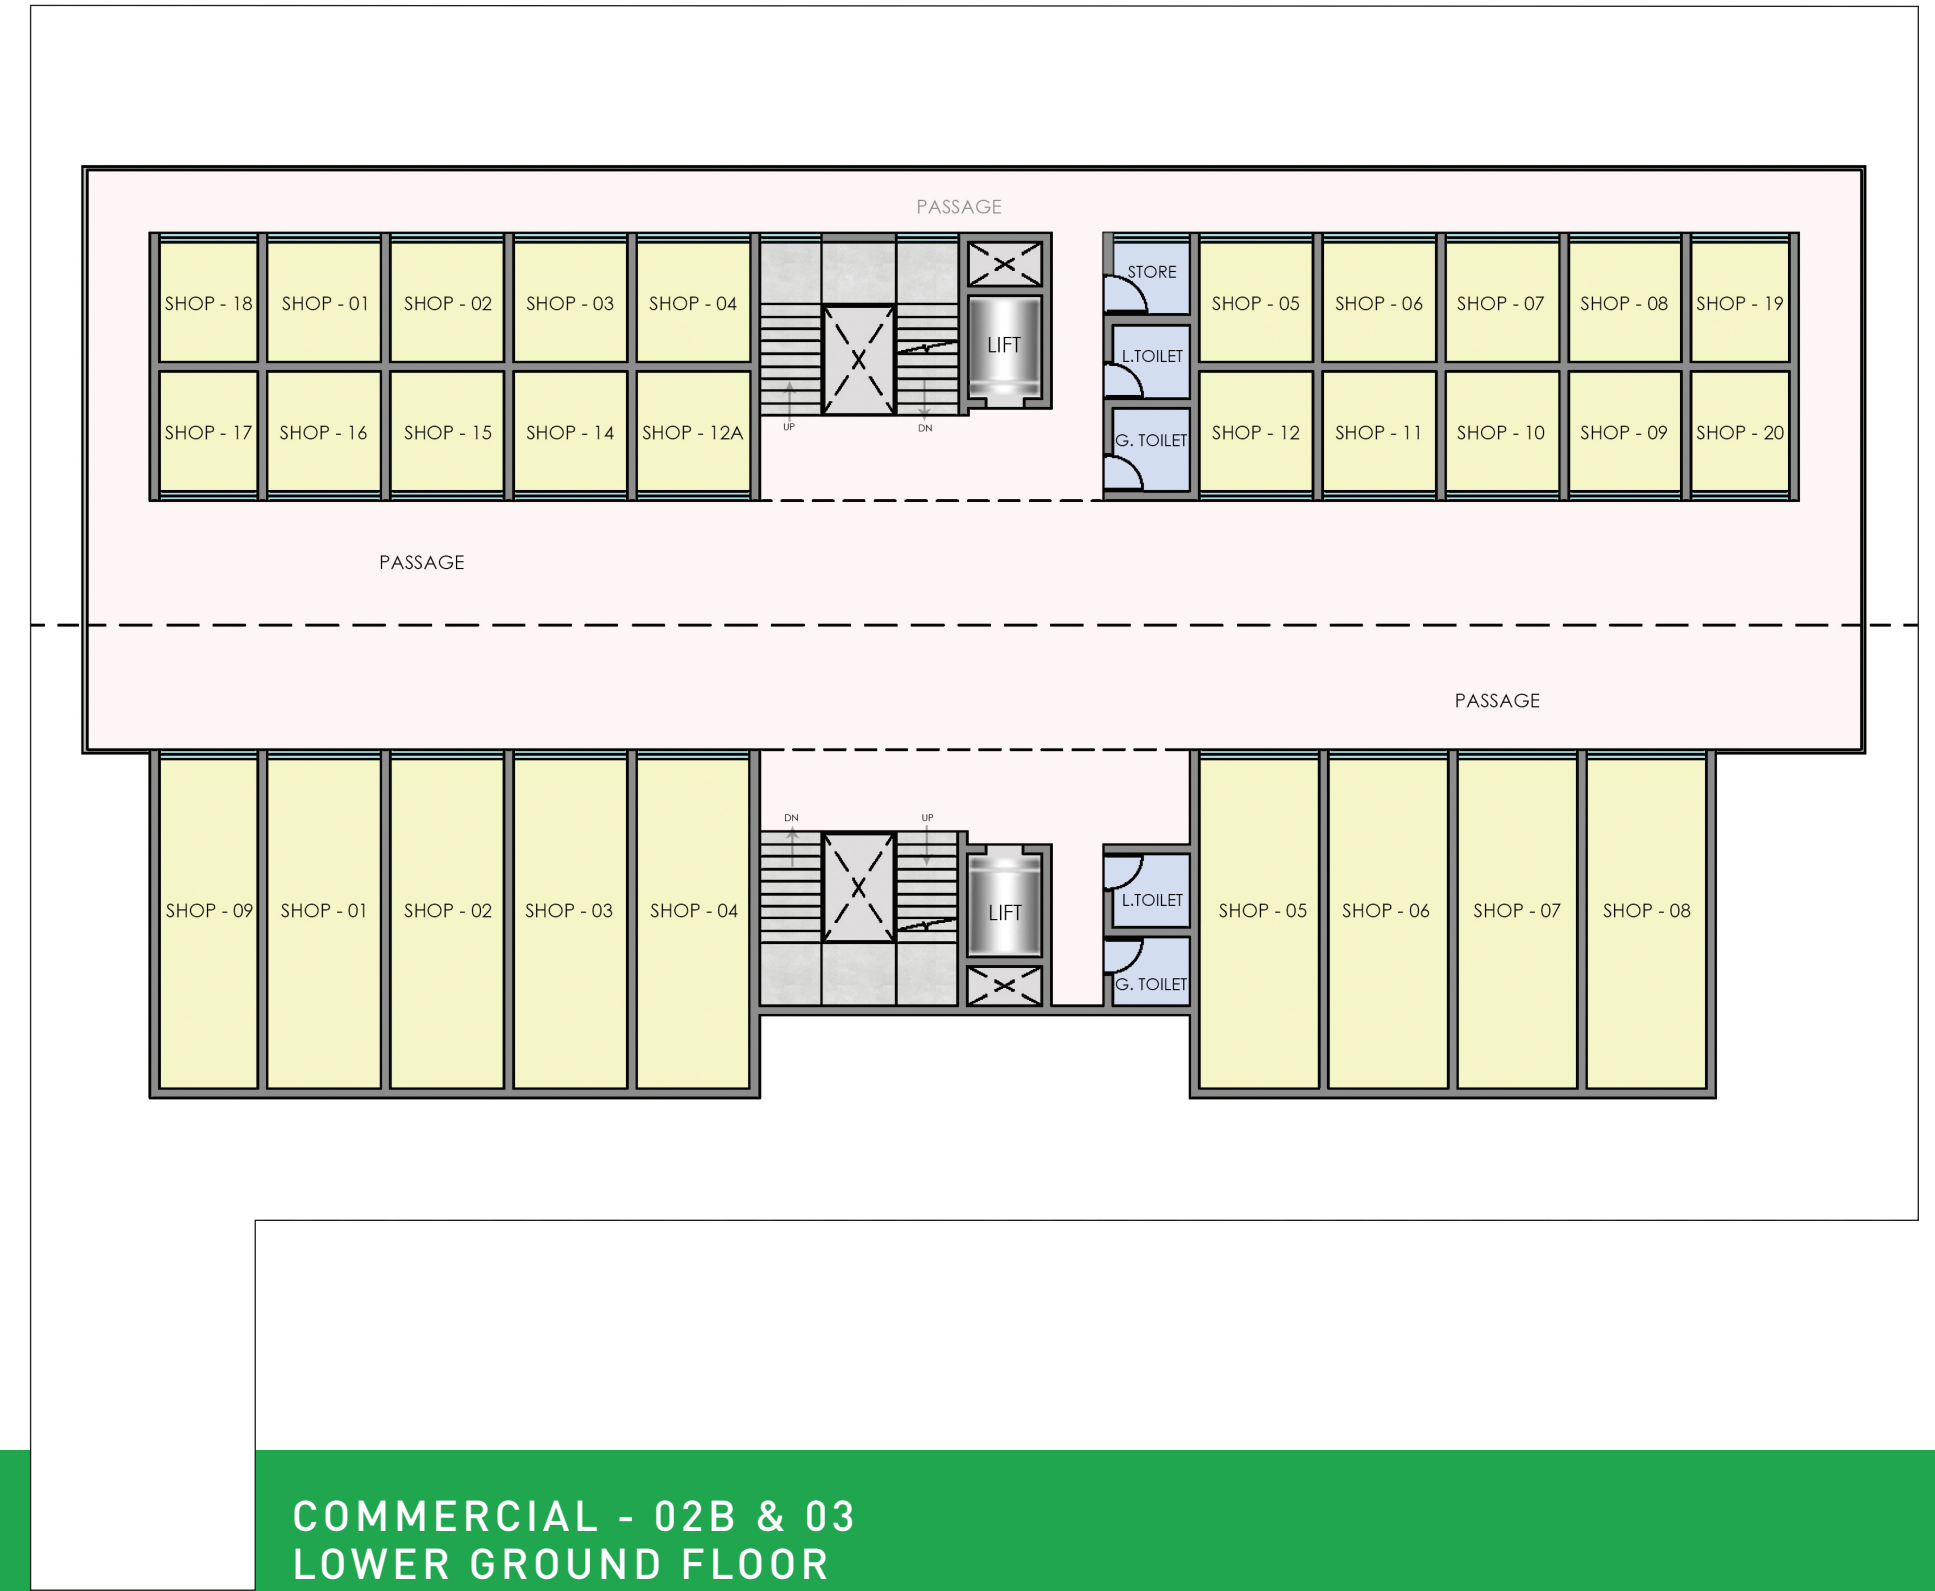 PASSAGE
STORE
SHOP - 18
SHOP - 01
SHOP - 02
SHOP - 03
SHOP - 04
SHOP - 05
SHOP - 06
SHOP - 07
SHOP - 08
SHOP - 19
LIFT
L.TOILET
SHOP - 17
SHOP - 16
SHOP - 15
SHOP - 14
SHOP - 12A
UP
DN
G. TOILET
SHOP - 12
SHOP - 11
SHOP - 10
SHOP - 09
SHOP - 20
PASSAGE
PASSAGE
DN
UP
SHOP - 09
SHOP - 01
SHOP - 02
SHOP - 03
SHOP - 04
LIFT
L.TOILET
SHOP - 05
SHOP - 06
SHOP - 07
SHOP - 08
G. TOILET
COMMERCIAL - 02B & 03
LOWER GROUND FLOOR